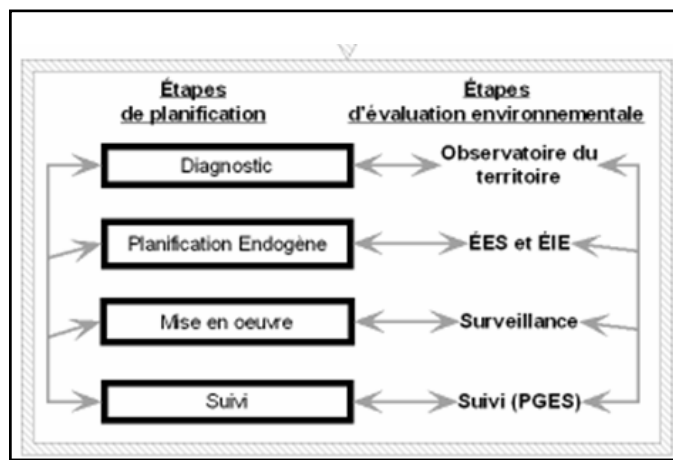 Étapes
de planification
Étapes
d'évaluation environnementale
Diagnostic
Observatoire du
territoire
Planification Endogène
ÉES et ÉIE
Mise en oeuvre
Surveillance
Suivi
Suivi (PGES)